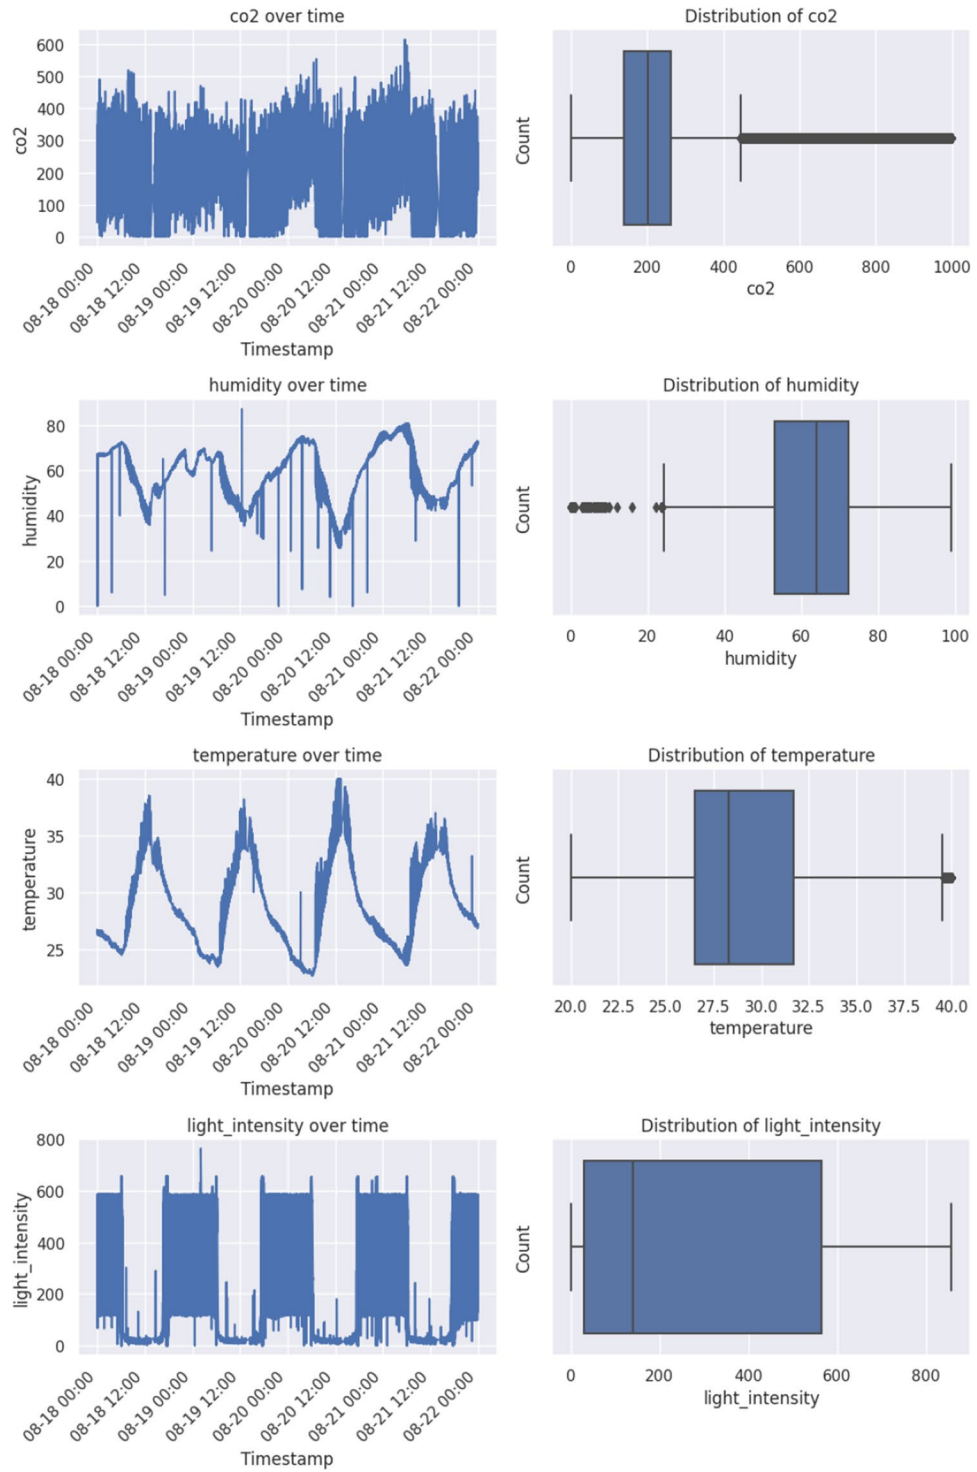 co2 over time
co2
600
500
400
300
200
100
0
08-18 00:00
08-18 12:00
08-19 00:00
08-19 12:00
08-20 00:00
08-20 12:00
08-21 00:00
08-21 12:00
08-22 00:00
Timestamp
Distribution of co2
Count
0 200 400 600 800 1000
co2
humidity over time
humidity
80
60
40
20
0
08-18 00:00
08-18 12:00
08-19 00:00
08-19 12:00
08-20 00:00
08-20 12:00
08-21 00:00
08-21 12:00
08-22 00:00
Timestamp
Distribution of humidity
Count
0 20 40 60 80 100
humidity
temperature over time
temperature
40
35
30
25
08-18 00:00
08-18 12:00
08-19 00:00
08-19 12:00
08-20 00:00
08-20 12:00
08-21 00:00
08-21 12:00
08-22 00:00
Timestamp
Distribution of temperature
Count
20.0 22.5 25.0 27.5 30.0 32.5 35.0 37.5 40.0
temperature
light_intensity over time
light_intensity
800
600
400
200
0
08-18 00:00
08-18 12:00
08-19 00:00
08-19 12:00
08-20 00:00
08-20 12:00
08-21 00:00
08-21 12:00
08-22 00:00
Timestamp
Distribution of light_intensity
Count
0 200 400 600 800
light_intensity